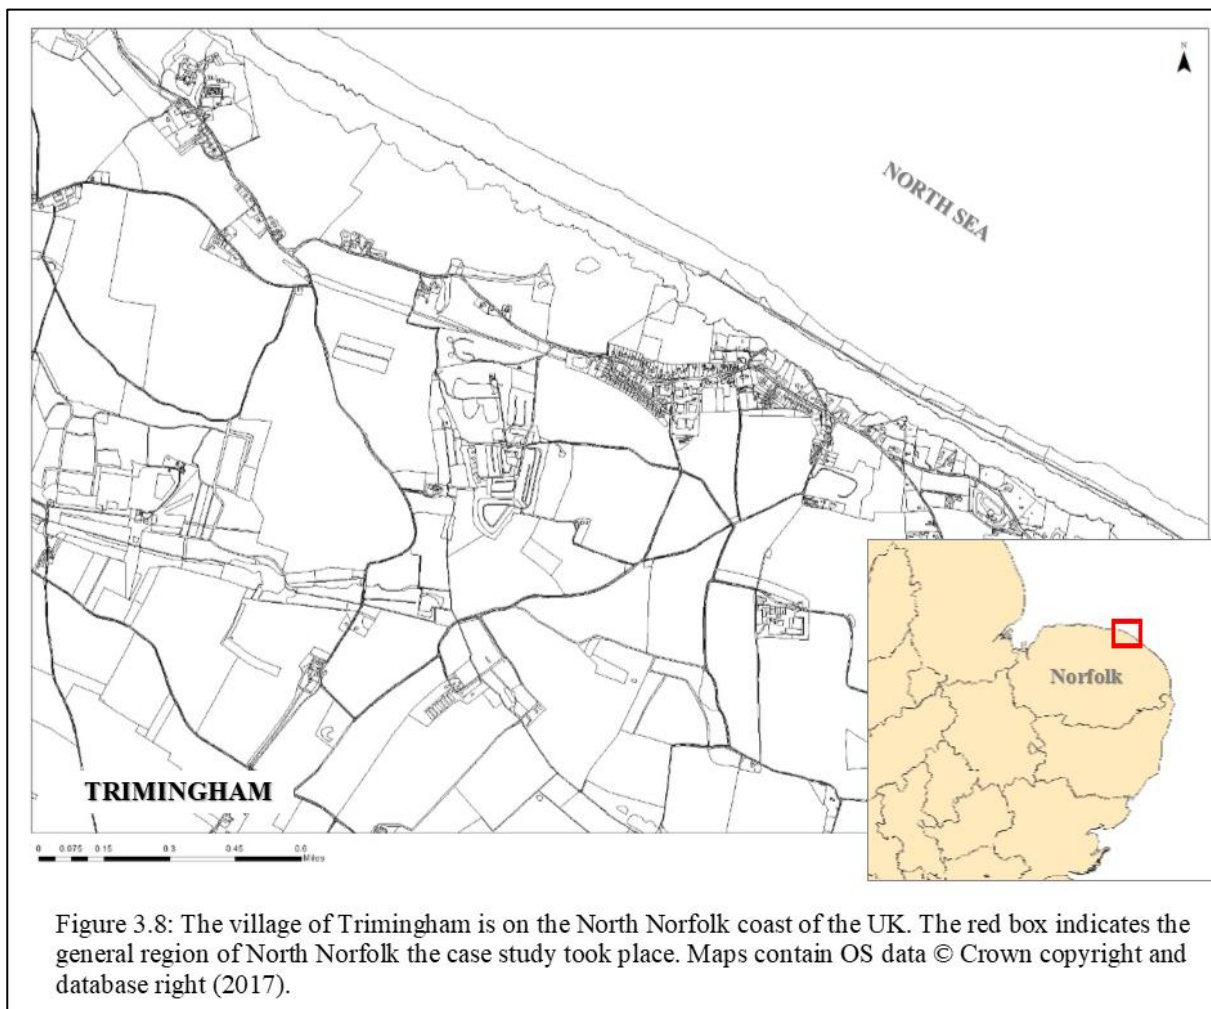 N
NORTH SEA
Norfolk
TRIMINGHAM
0 0.075 0.15 0.3 0.45 0.6
Miles
Figure 3.8: The village of Trimingham is on the North Norfolk coast of the UK. The red box indicates the
general region of North Norfolk the case study took place. Maps contain OS data © Crown copyright and
database right (2017).